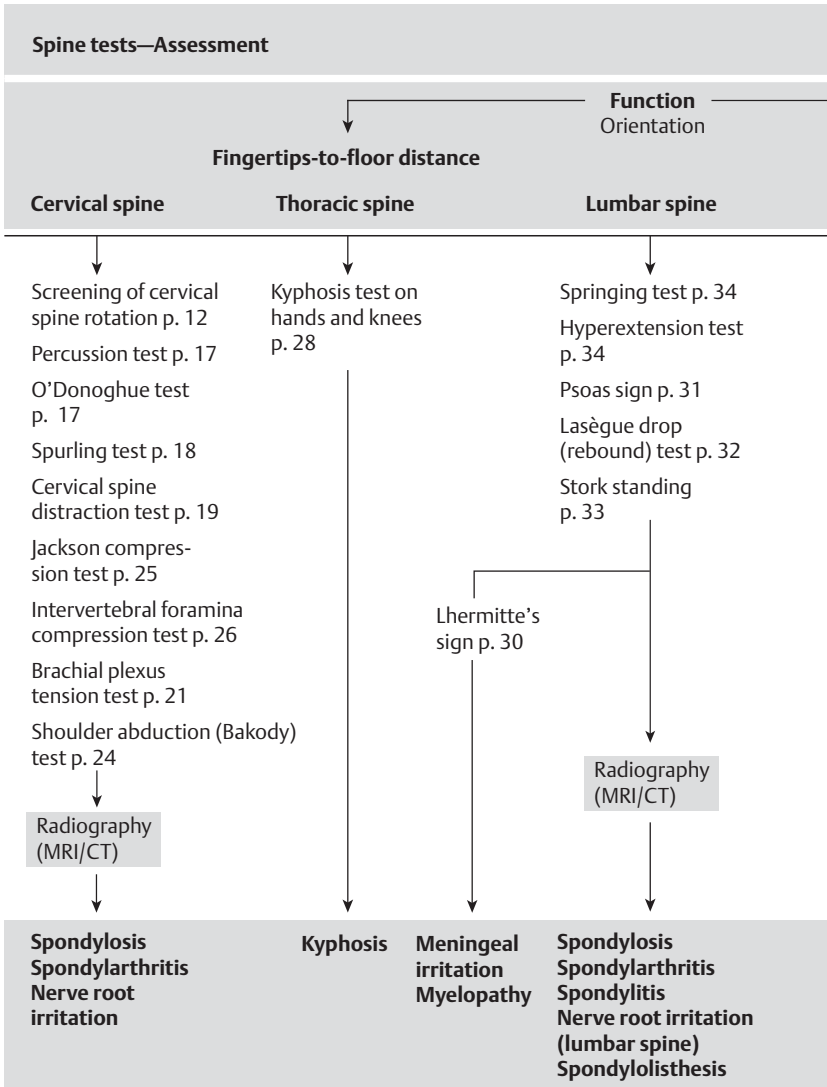 Spine tests—Assessment
Function
Orientation
Fingertips-to-floor distance
Cervical spine
Thoracic spine
Lumbar spine
Screening of cervical
spine rotation p. 12
Percussion test p. 17
O’Donoghue test
p. 17
Spurling test p. 18
Cervical spine
distraction test p. 19
Jackson compres-
sion test p. 25
Intervertebral foramina
compression test p. 26
Brachial plexus
tension test p. 21
Shoulder abduction (Bakody)
test p. 24
Radiography
(MRI/CT)
Spondylosis
Spondylarthritis
Nerve root
irritation
Kyphosis test on
hands and knees
p. 28
Kyphosis
Springing test p. 34
Hyperextension test
p. 34
Psoas sign p. 31
Lasègue drop
(rebound) test p. 32
Stork standing
p. 33
Lhermitte’s
sign p. 30
Meningeal
irritation
Myelopathy
Radiography
(MRI/CT)
Spondylosis
Spondylarthritis
Spondylitis
Nerve root irritation
(lumbar spine)
Spondylolisthesis